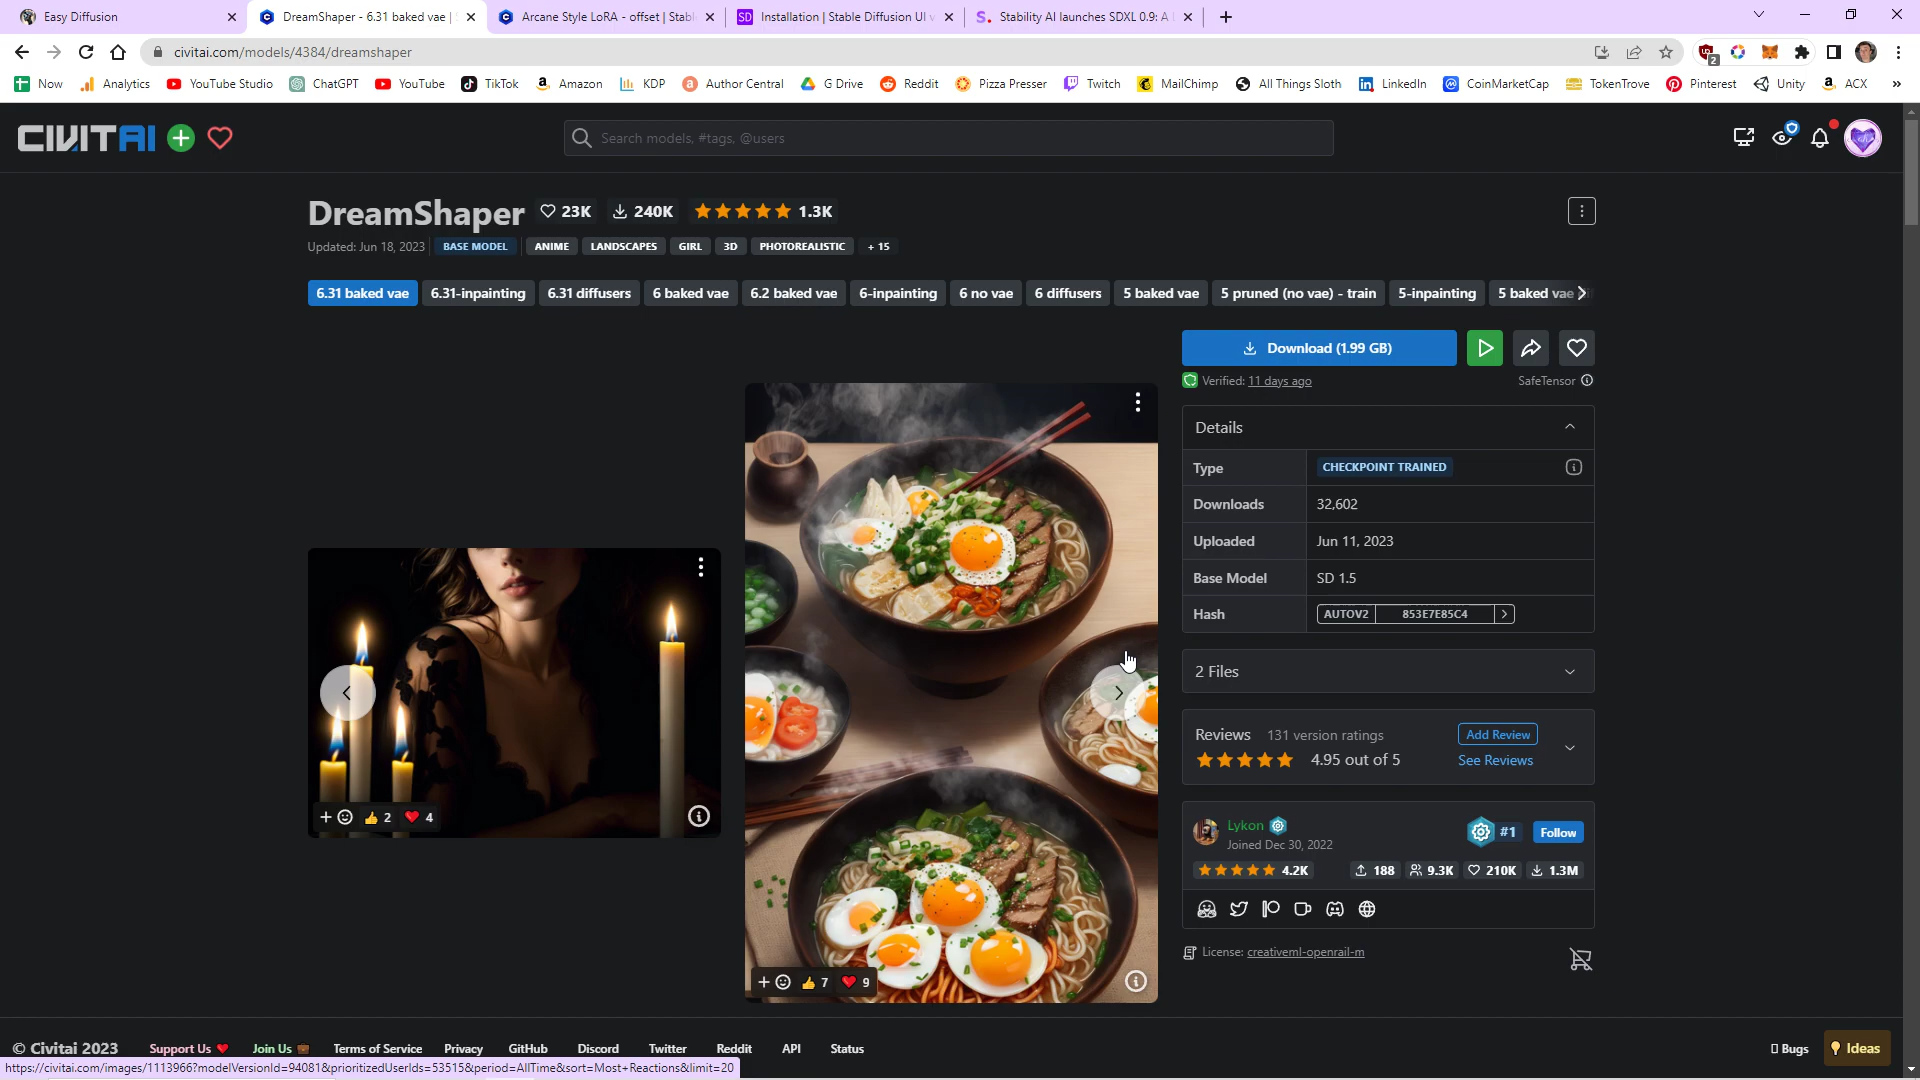 Easy Diffusion
DreamShaper - 6.31 baked vae | S
Arcane Style LoRA - offset | Stabl
Installation | Stable Diffusion UI v
Stability AI launches SDXL 0.9: A L
civitai.com/models/4384/dreamshaper
2
Now
Analytics
YouTube Studio
ChatGPT
YouTube
TikTok
Amazon
KDP
Author Central
G Drive
Reddit
Pizza Presser
Twitch
MailChimp
All Things Sloth
LinkedIn
CoinMarketCap
TokenTrove
Pinterest
Unity
ACX
»
CIVITAI
Search models, #tags, @users
DreamShaper 23K 240K 1.3K
Updated: Jun 18, 2023 BASE MODEL ANIME LANDSCAPES GIRL 3D PHOTOREALISTIC + 15
6.31 baked vae 6.31-inpainting 6.31 diffusers 6 baked vae 6.2 baked vae 6-inpainting 6 no vae 6 diffusers 5 baked vae 5 pruned (no vae) - train 5-inpainting 5 baked vae
Download (1.99 GB)
Verified: 11 days ago SafeTensor
Details
Type CHECKPOINT TRAINED
Downloads 32,602
Uploaded Jun 11, 2023
Base Model SD 1.5
Hash AUTOV2 853E7E85C4
2 Files
Reviews 131 version ratings Add Review
4.95 out of 5 See Reviews
Lykon #1 Follow
Joined Dec 30, 2022
4.2K 188 9.3K 210K 1.3M
License: creativeml-openrail-m
+ 2 4
+ 7 9
© Civitai 2023 Support Us Join Us Terms of Service Privacy GitHub Discord Twitter Reddit API Status Bugs Ideas
https://civitai.com/images/1113966?modelVersionId=94081&prioritizedUserIds=53515&period=AllTime&sort=Most+Reactions&limit=20